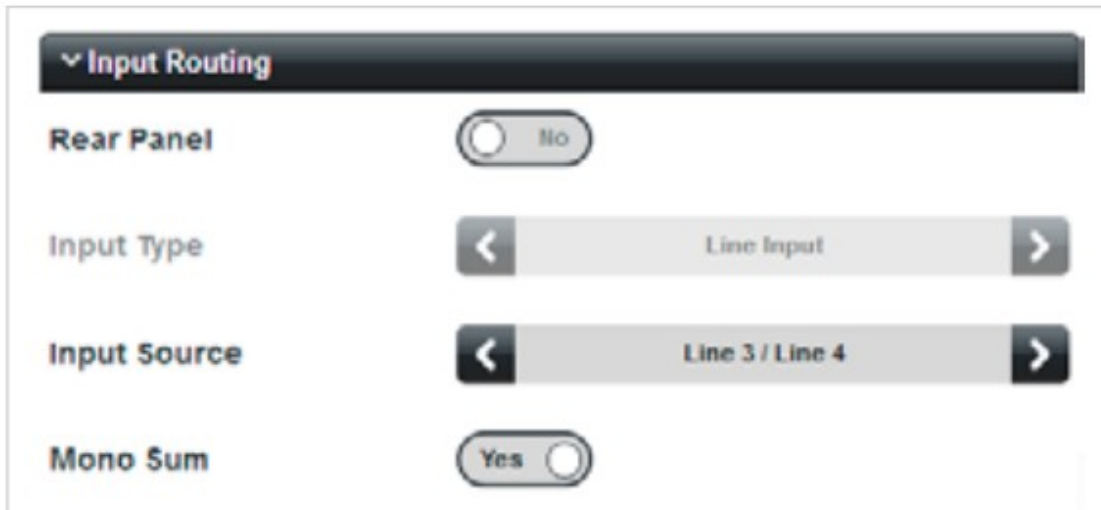 Input Routing
Rear Panel No
Input Type Line Input
Input Source Line 3 / Line 4
Mono Sum Yes